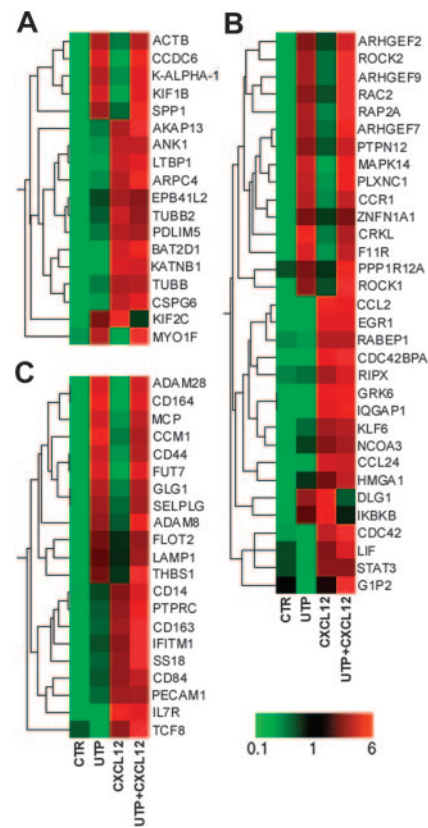 A
ACTB
CCDC6
K-ALPHA-1
KIF1B
SPP1
AKAP13
ANK1
LTBP1
ARPC4
EPB41L2
TUBB2
PDLIM5
BAT2D1
KATNB1
TUBB
CSPG6
KIF2C
MYO1F
C
ADAM28
CD164
MCP
CCM1
CD44
FUT7
GLG1
SELPLG
ADAM8
FLOT2
LAMP1
THBS1
CD14
PTPRC
CD163
IFITM1
SS18
CD84
PECAM1
IL7R
TCF8
CTR
UTP
CXCL12
UTP+CXCL12
B
ARHGEF2
ROCK2
ARHGEF9
RAC2
RAP2A
ARHGEF7
PTPN12
MAPK14
PLXNC1
CCR1
ZNFN1A1
CRKL
F11R
PPP1R12A
ROCK1
CCL2
EGR1
RABEP1
CDC42BPA
RIPX
GRK6
IQGAP1
KLF6
NCOA3
CCL24
HMGA1
DLG1
IKBKB
CDC42
LIF
STAT3
G1P2
CTR
UTP
CXCL12
UTP+CXCL12
0.1 1 6